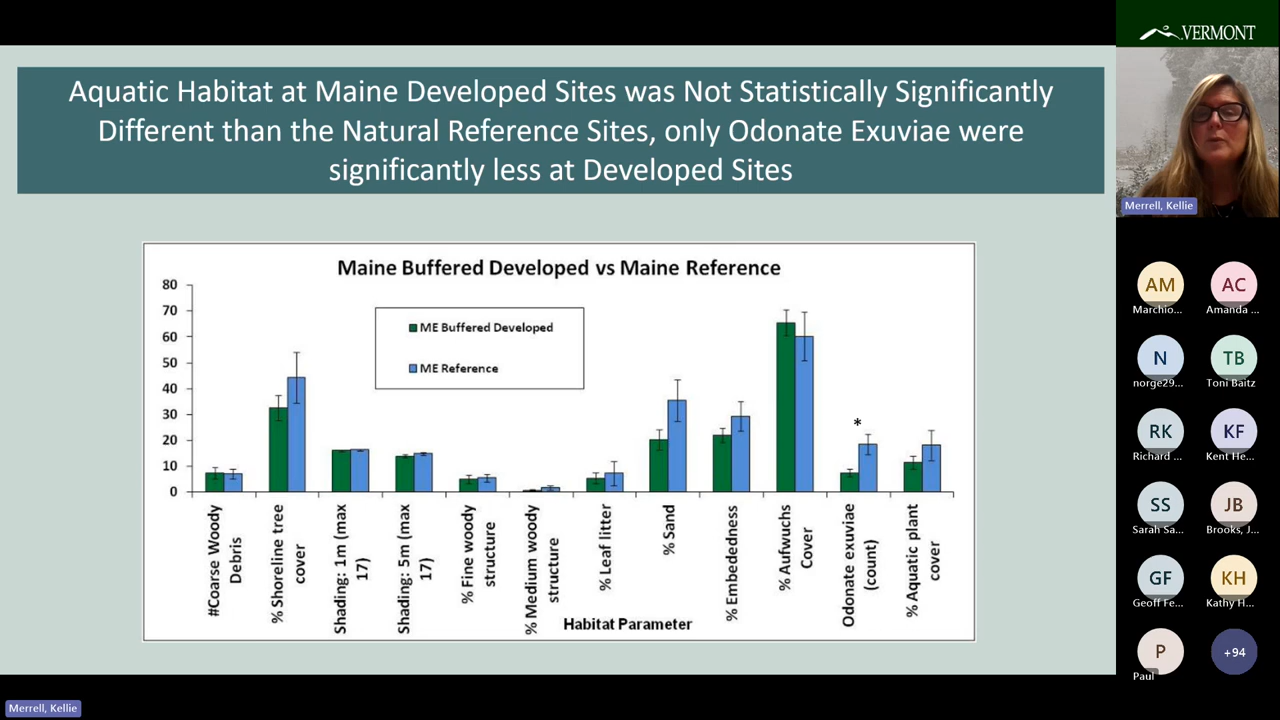 Aquatic Habitat at Maine Developed Sites was Not Statistically Significantly
Different than the Natural Reference Sites, only Odonate Exuviae were
significantly less at Developed Sites
Maine Buffered Developed vs Maine Reference
80
70
60
50
40
30
20
10
0
ME Buffered Developed
ME Reference
*
#Coarse Woody
Debris
% Shoreline tree
cover
Shading: 1m (max
17)
Shading: 5m (max
17)
% Fine woody
structure
% Medium woody
structure
% Leaf litter
% Sand
% Embededness
% Aufwuchs
Cover
Odonate exuviae
(count)
% Aquatic plant
cover
Habitat Parameter
VERMONT
Merrell, Kellie
AM
Marchio...
AC
Amanda ...
N
norge29...
TB
Toni Baitz
RK
Richard ...
KF
Kent He...
SS
Sarah Sa...
JB
Brooks, J...
GF
Geoff Fe...
KH
Kathy H...
P
Paul
+94
Merrell, Kellie